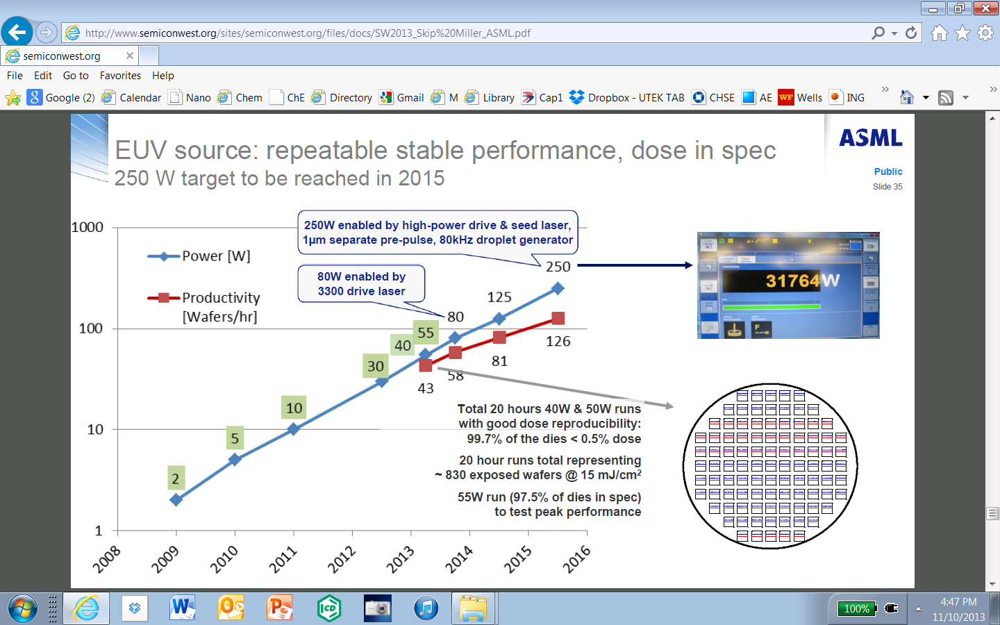 http://www.semiconwest.org/sites/semiconwest.org/files/docs/SW2013_Skip%20Miller_ASML.pdf
semiconwest.org
File Edit Go to Favorites Help
Google (2) Calendar Nano Chem ChE Directory Gmail M Library Cap1 Dropbox - UTEK TAB CHSE AE WF Wells ING
EUV source: repeatable stable performance, dose in spec
250 W target to be reached in 2015
ASML
Public
Slide 35
1000
100
10
1
Power [W]
Productivity
[Wafers/hr]
250W enabled by high-power drive & seed laser,
1µm separate pre-pulse, 80kHz droplet generator
80W enabled by
3300 drive laser
2
5
10
30
40
55
80
125
250
43
58
81
126
31764W
Total 20 hours 40W & 50W runs
with good dose reproducibility:
99.7% of the dies < 0.5% dose
20 hour runs total representing
~ 830 exposed wafers @ 15 mJ/cm²
55W run (97.5% of dies in spec)
to test peak performance
2008 2009 2010 2011 2012 2013 2014 2015 2016
ICD
100%
4:47 PM
11/10/2013